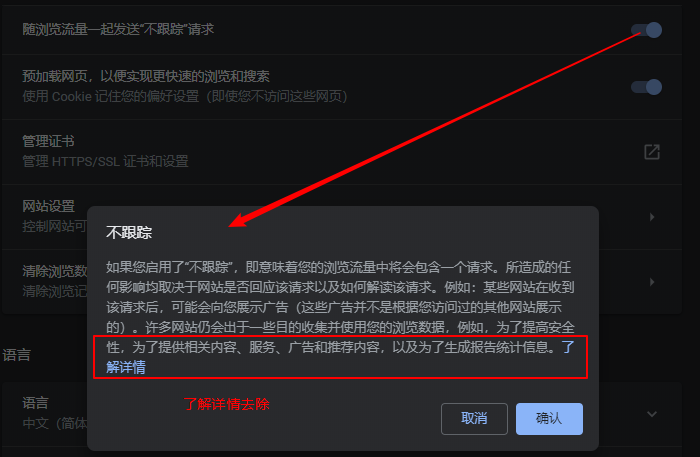 随浏览流量一起发送“不跟踪”请求
预加载网页，以便实现更快速的浏览和搜索
使用 Cookie 记住您的偏好设置（即使您不访问这些网页）
管理证书
管理 HTTPS/SSL 证书和设置
网站设置
控制网站可
清除浏览数
清除浏览记
不跟踪
如果您启用了“不跟踪”，即意味着您的浏览流量中将会包含一个请求。所造成的任
何影响均取决于网站是否回应该请求以及如何解读该请求。例如：某些网站在收到
该请求后，可能会向您展示广告（这些广告并不是根据您访问过的其他网站展示
的）。许多网站仍会出于一些目的收集并使用您的浏览数据，例如，为了提高安全
性，为了提供相关内容、服务、广告和推荐内容，以及为了生成报告统计信息。了
解详情
了解详情去除
取消
确认
语言
语言
中文（简体